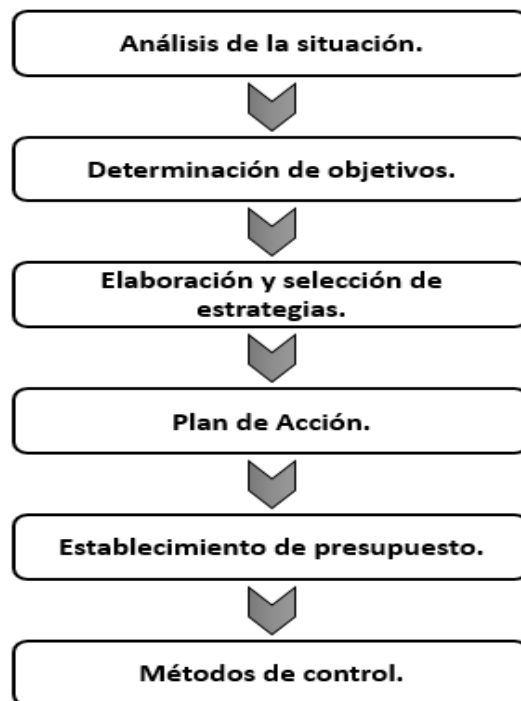 Análisis de la situación.
Determinación de objetivos.
Elaboración y selección de
estrategias.
Plan de Acción.
Establecimiento de presupuesto.
Métodos de control.